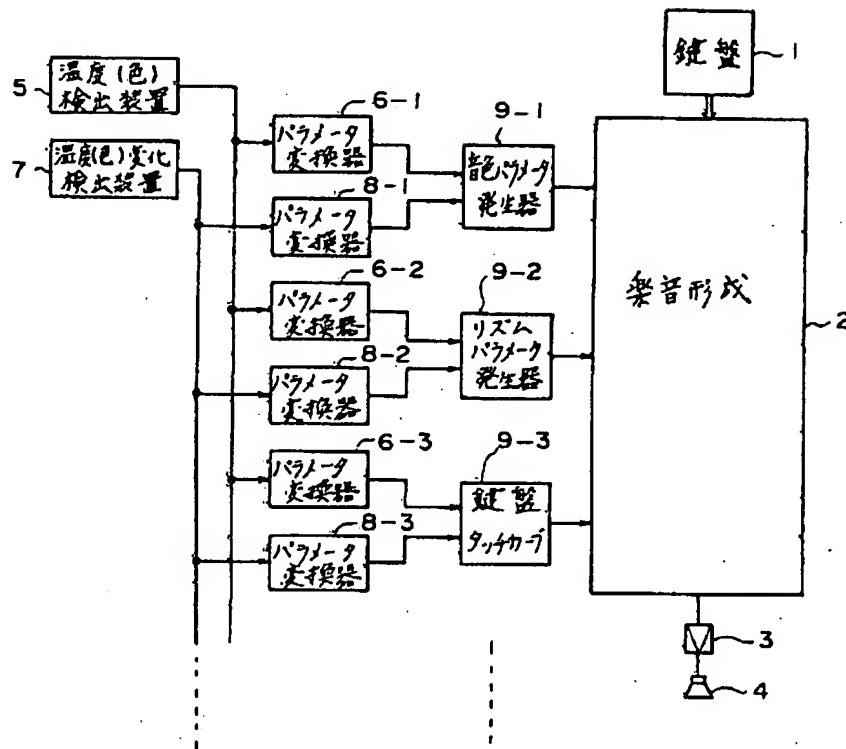 鍵盤
1
温度(色)
検出装置
5
温度(色)変化
検出装置
7
6-1
パラメータ
変換器
8-1
パラメータ
変換器
9-1
音色パラメータ
発生器
6-2
パラメータ
変換器
8-2
パラメータ
変換器
9-2
リズム
パラメータ
発生器
6-3
パラメータ
変換器
8-3
パラメータ
変換器
9-3
鍵盤
タッチカーブ
楽音形成
2
3
4